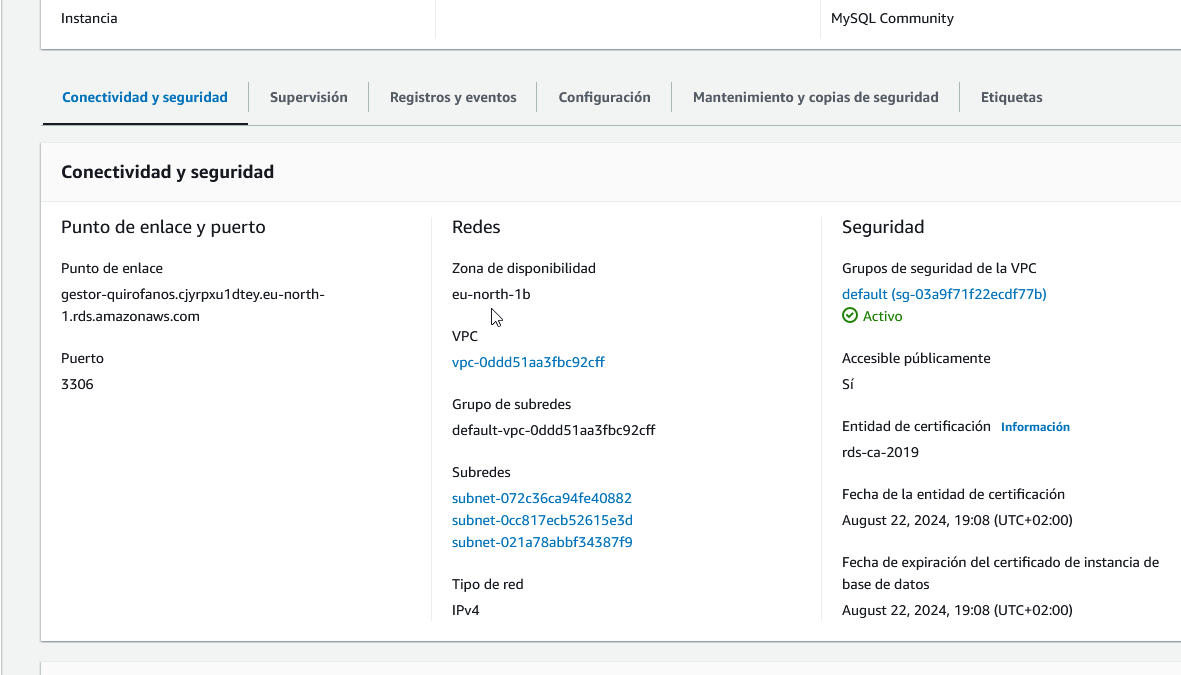 Instancia
MySQL Community
Conectividad y seguridad
Supervisión
Registros y eventos
Configuración
Mantenimiento y copias de seguridad
Etiquetas
Conectividad y seguridad
Punto de enlace y puerto
Punto de enlace
gestor-quirofanos.cjyrpxu1dtey.eu-north-
1.rds.amazonaws.com
Puerto
3306
Redes
Zona de disponibilidad
eu-north-1b
VPC
vpc-0ddd51aa3fbc92cff
Grupo de subredes
default-vpc-0ddd51aa3fbc92cff
Subredes
subnet-072c36ca94fe40882
subnet-0cc817ecb52615e3d
subnet-021a78abbf34387f9
Tipo de red
IPv4
Seguridad
Grupos de seguridad de la VPC
default (sg-03a9f71f22ecdf77b)
Activo
Accesible públicamente
Sí
Entidad de certificación Información
rds-ca-2019
Fecha de la entidad de certificación
August 22, 2024, 19:08 (UTC+02:00)
Fecha de expiración del certificado de instancia de
base de datos
August 22, 2024, 19:08 (UTC+02:00)